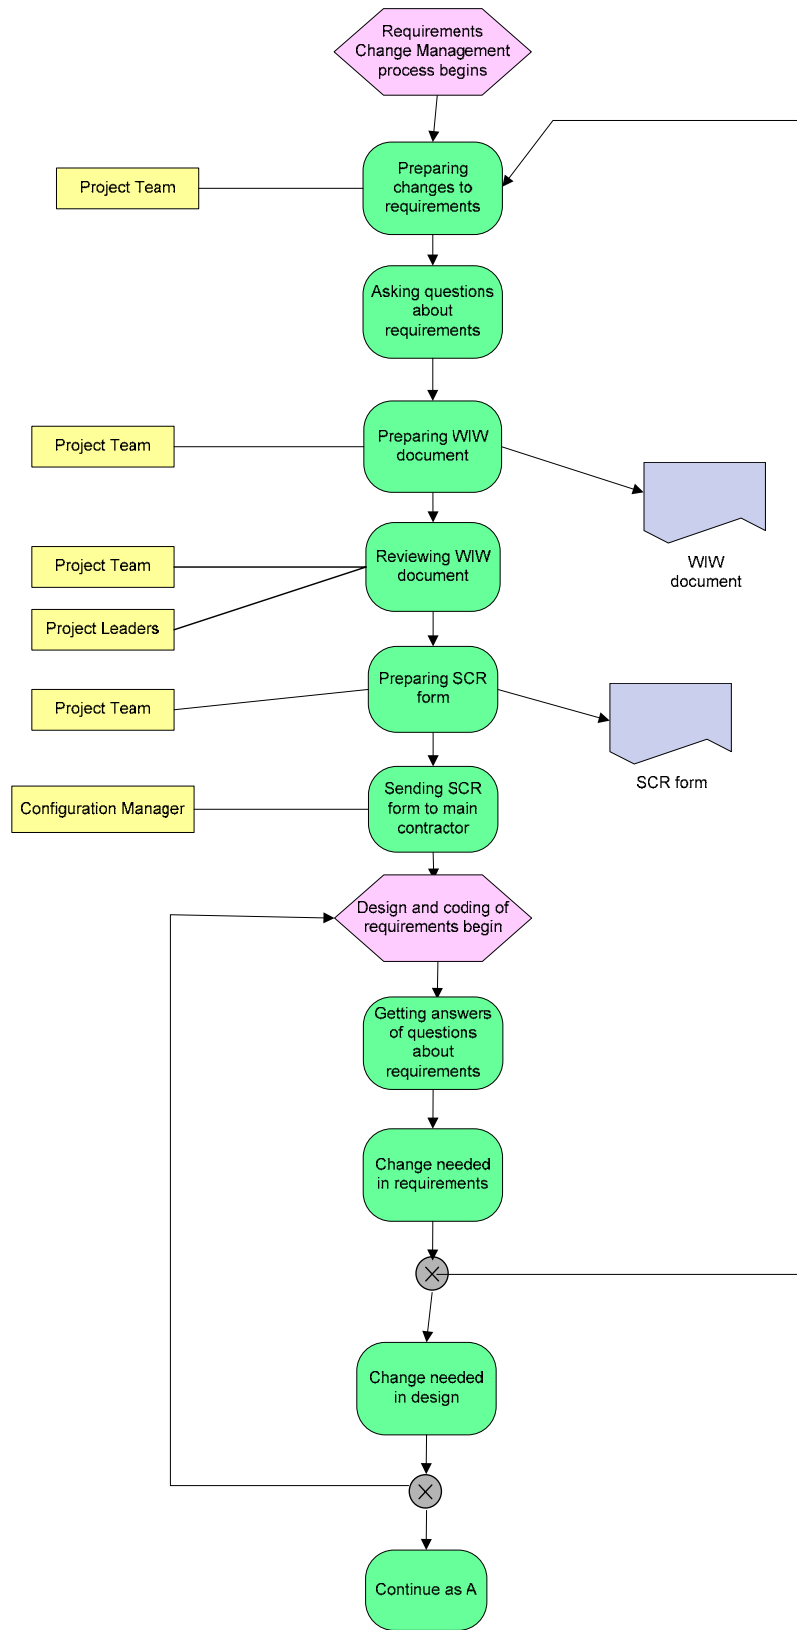 Requirements
Change Management
process begins
Project Team
Preparing
changes to
requirements
Asking questions
about
requirements
Project Team
Preparing WIW
document
WIW
document
Project Team
Reviewing WIW
document
Project Leaders
Project Team
Preparing SCR
form
SCR form
Configuration Manager
Sending SCR
form to main
contractor
Design and coding of
requirements begin
Getting answers
of questions
about
requirements
Change needed
in requirements
Change needed
in design
Continue as A